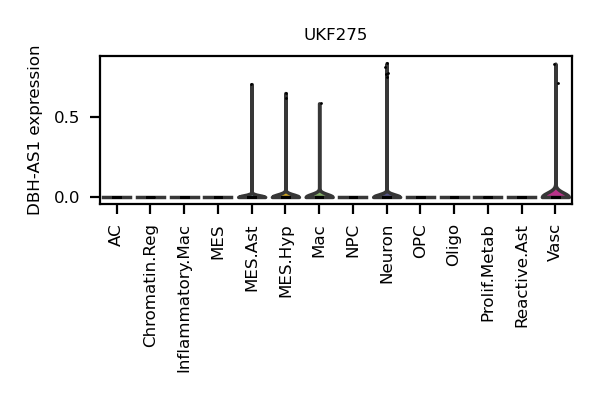 UKF275
DBH-AS1 expression
0.5
0.0
AC
Chromatin.Reg
Inflammatory.Mac
MES
MES.Ast
MES.Hyp
Mac
NPC
Neuron
OPC
Oligo
Prolif.Metab
Reactive.Ast
Vasc